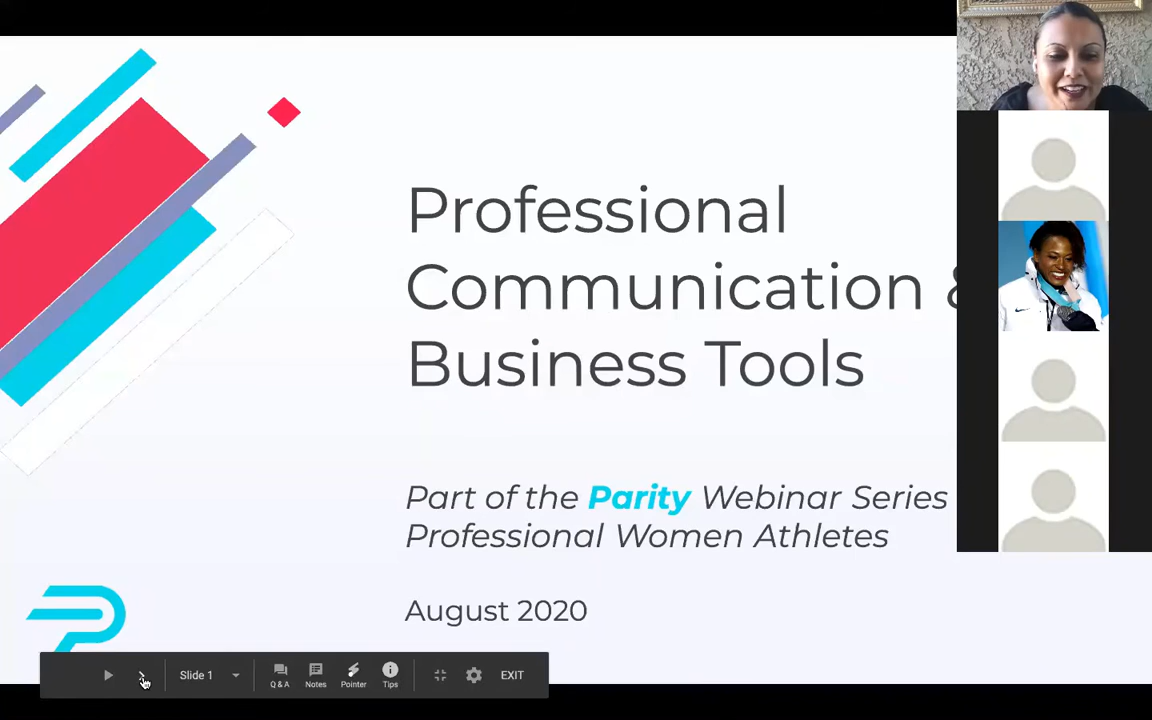 Professional
Communication &
Business Tools
Part of the Parity Webinar Series
Professional Women Athletes
August 2020
Slide 1
Q & A
Notes
Pointer
Tips
EXIT